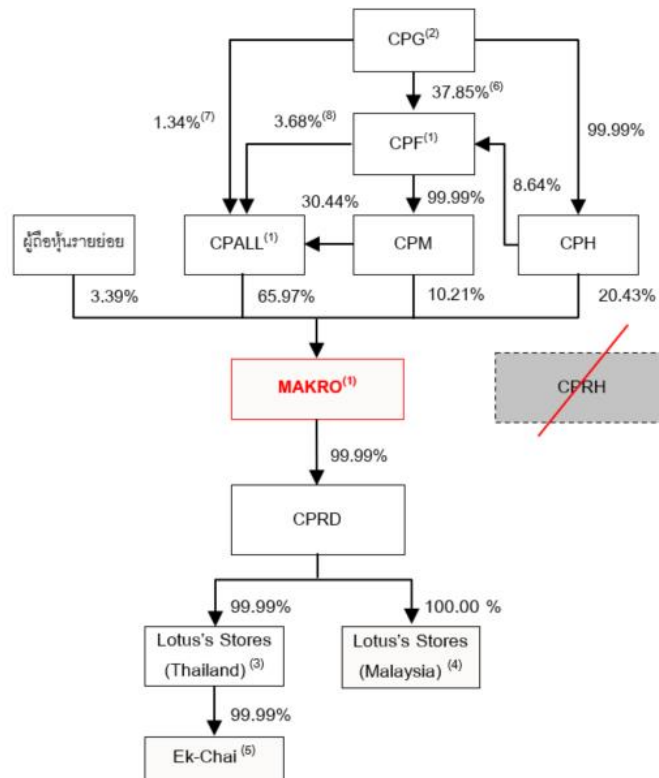 CPG(2)
37.85%(6)
1.34%(7)
3.68%(8)
CPF(1)
99.99%
8.64%
30.44%
99.99%
ผู้ถือหุ้นรายย่อย
CPALL(1)
CPM
CPH
3.39%
65.97%
10.21%
20.43%
MAKRO(1)
CPRH
99.99%
CPRD
99.99%
100.00 %
Lotus's Stores
(Thailand) (3)
Lotus's Stores
(Malaysia) (4)
99.99%
Ek-Chai (5)